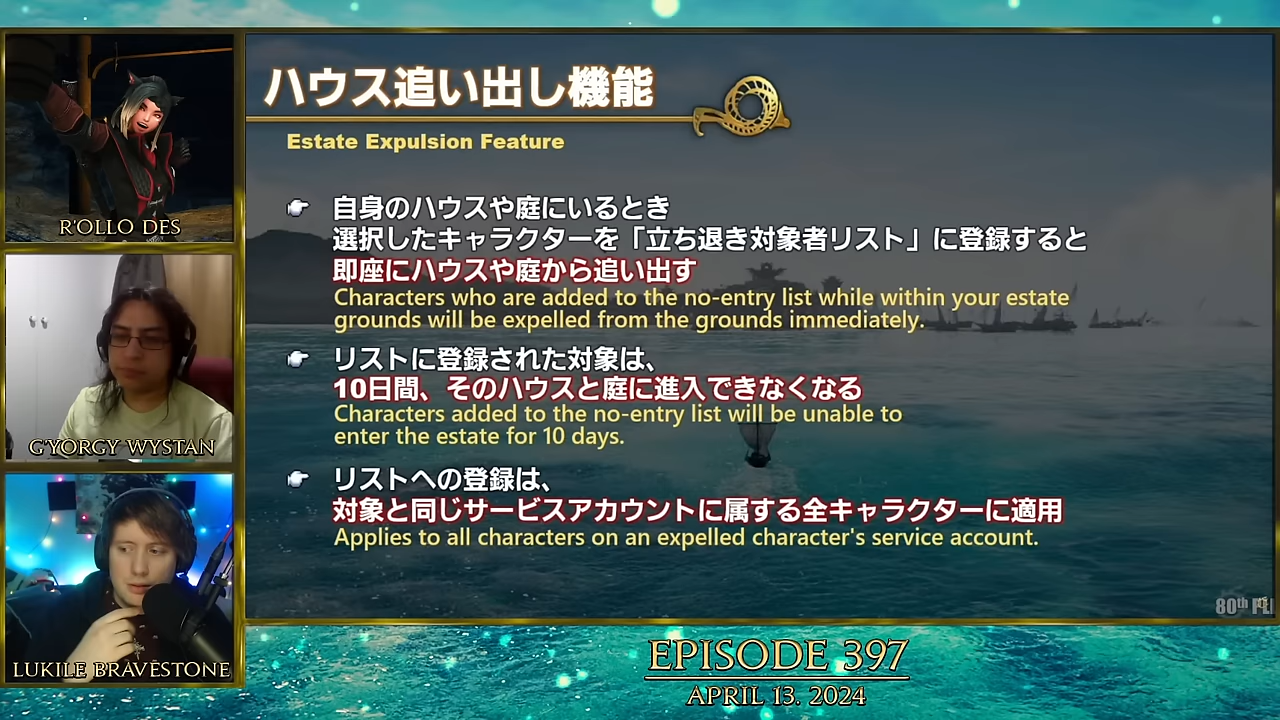 R'OLLO DES
G'YORGY WYSTAN
LUKILE BRAVESTONE
ハウス追い出し機能
Estate Expulsion Feature
自身のハウスや庭にいるとき
選択したキャラクターを「立ち退き対象者リスト」に登録すると
即座にハウスや庭から追い出す
Characters who are added to the no-entry list while within your estate
grounds will be expelled from the grounds immediately.
リストに登録された対象は、
10日間、そのハウスと庭に進入できなくなる
Characters added to the no-entry list will be unable to
enter the estate for 10 days.
リストへの登録は、
対象と同じサービスアカウントに属する全キャラクターに適用
Applies to all characters on an expelled character's service account.
80th
EPISODE 397
APRIL 13, 2024